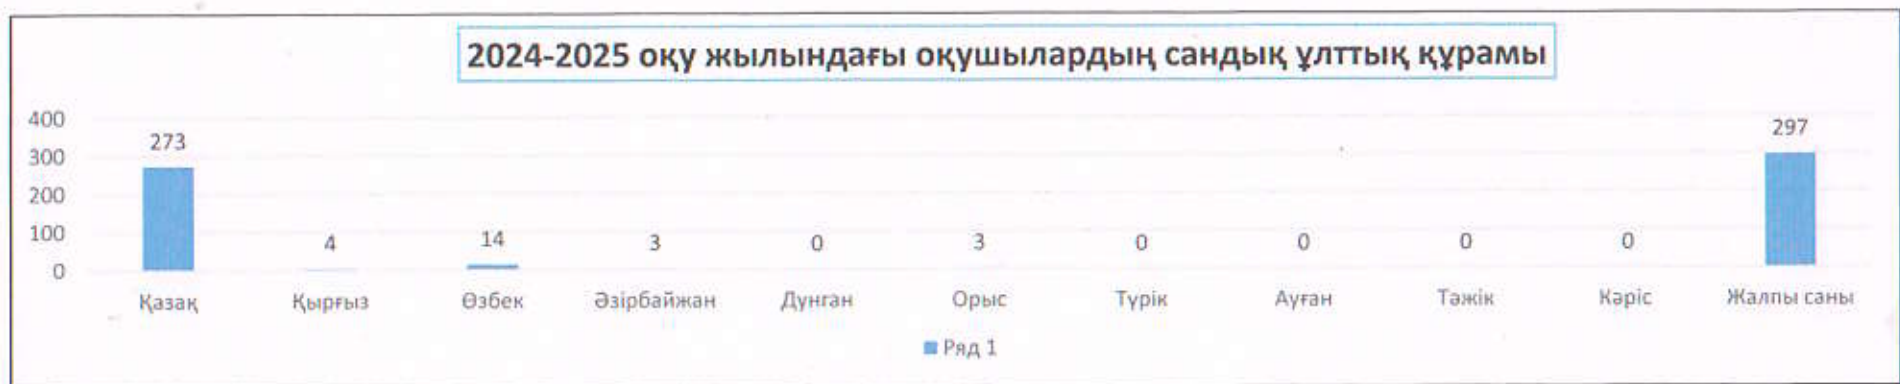 2024-2025 оқу жылындағы оқушылардың сандық ұлттық құрамы
400
300
200
100
0
273
4
14
3
0
3
0
0
0
0
297
Қазақ
Қырғыз
Өзбек
Әзірбайжан
Дунган
Орыс
Түрік
Ауған
Тәжік
Кәріс
Жалпы саны
Ряд 1